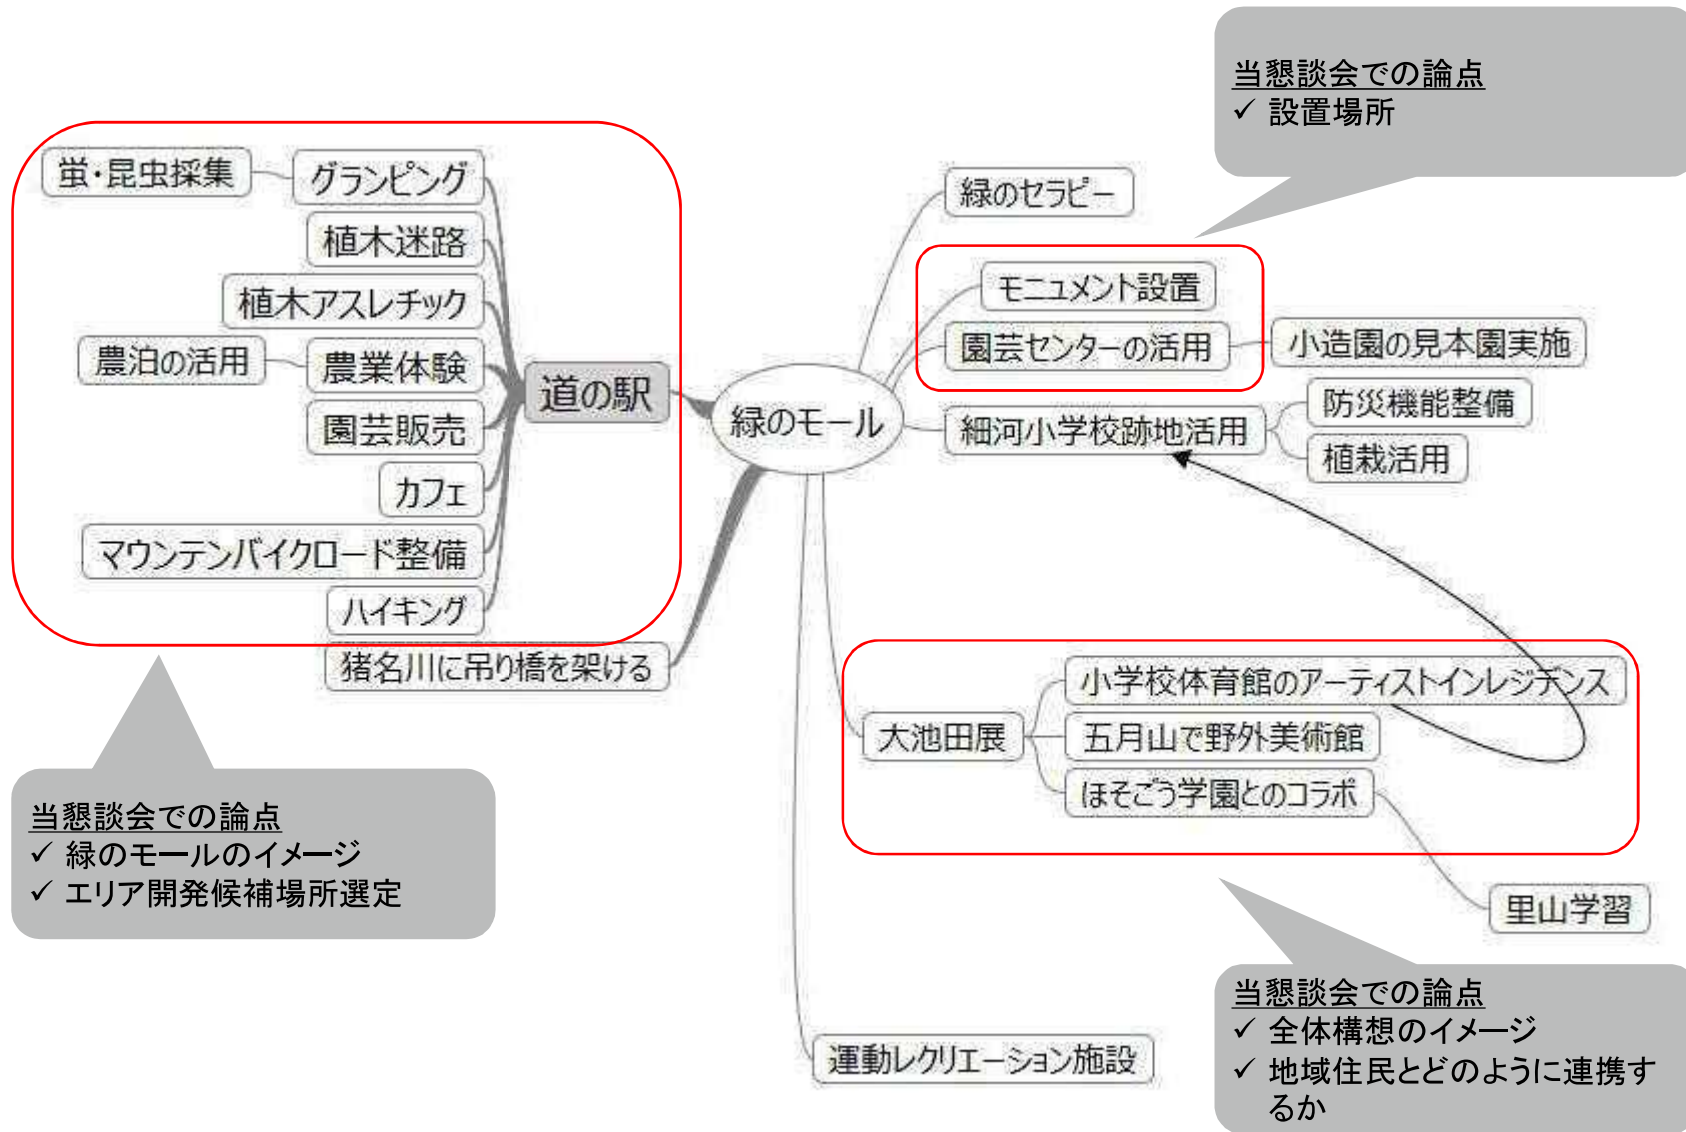 当懇談会での論点
✓ 設置場所
蛍・昆虫採集
グランピング
植木迷路
植木アスレチック
農泊の活用
農業体験
園芸販売
カフェ
マウンテンバイクロード整備
ハイキング
道の駅
猪名川に吊り橋を架ける
緑のモール
緑のセラピー
モニュメント設置
園芸センターの活用
小造園の見本園実施
細河小学校跡地活用
防災機能整備
植栽活用
大池田展
小学校体育館のアーティストインレジデンス
五月山で野外美術館
ほそごう学園とのコラボ
里山学習
運動レクリエーション施設
当懇談会での論点
✓ 緑のモールのイメージ
✓ エリア開発候補場所選定
当懇談会での論点
✓ 全体構想のイメージ
✓ 地域住民とどのように連携す
るか